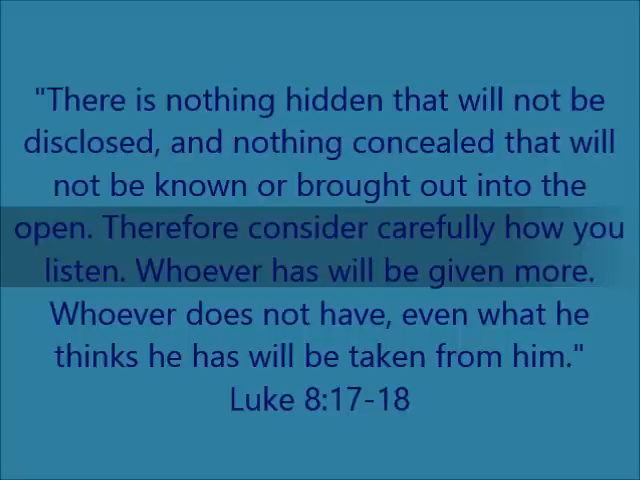 "There is nothing hidden that will not be
disclosed, and nothing concealed that will
not be known or brought out into the
open. Therefore consider carefully how you
listen. Whoever has will be given more.
Whoever does not have, even what he
thinks he has will be taken from him."
Luke 8:17-18